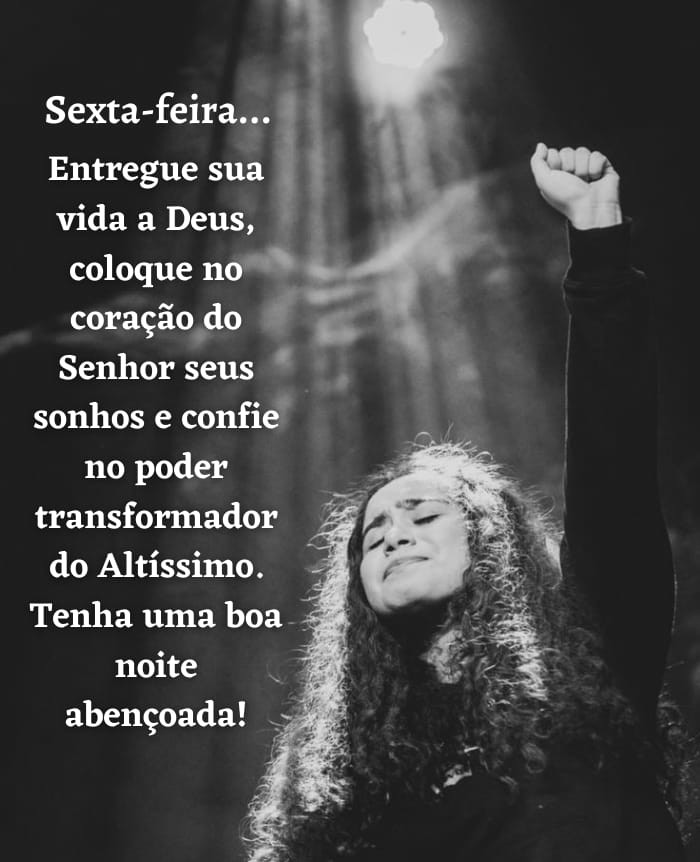 Sexta-feira...
Entregue sua
vida a Deus,
coloque no
coração do
Senhor seus
sonhos e confie
no poder
transformador
do Altíssimo.
Tenha uma boa
noite
abençoada!